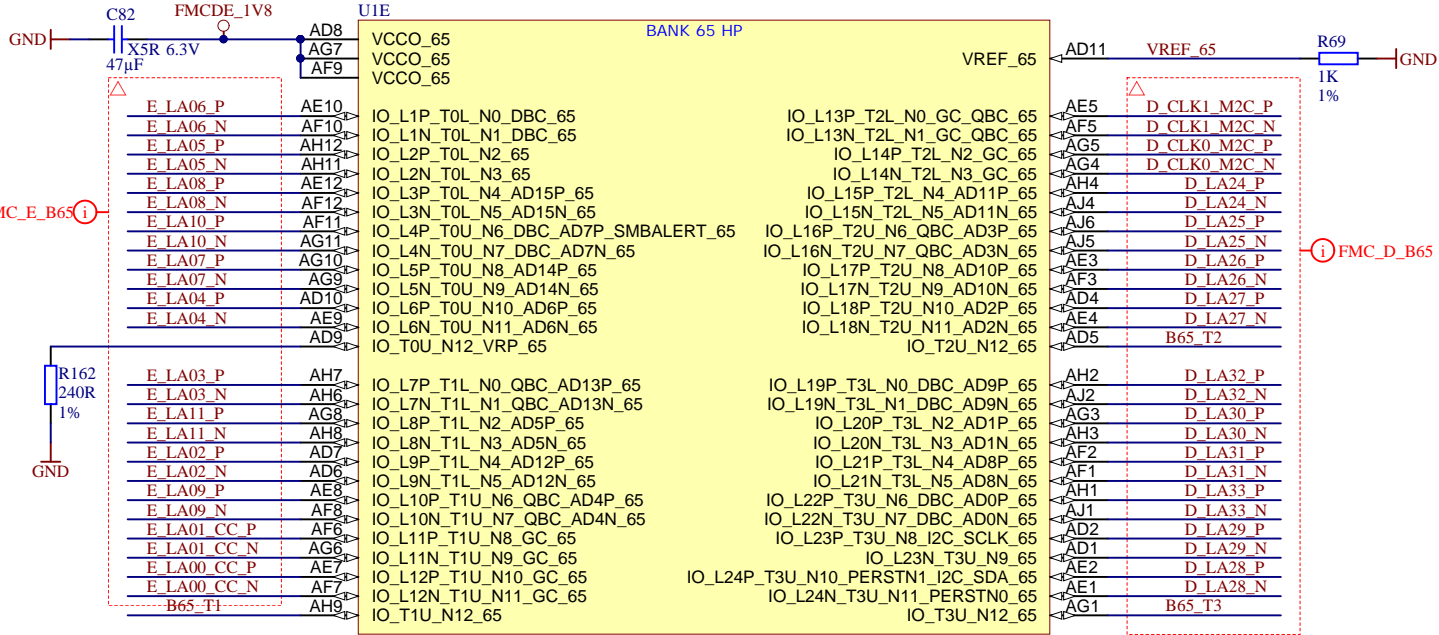 C82
FMCDE_1V8
U1E
BANK 65 HP
GND
X5R 6.3V
47µF
AD8 VCCO_65
AG7 VCCO_65
AF9 VCCO_65
VREF_65 AD11 VREF_65
R69
1K
1%
GND
E_LA06_P AE10 IO_L1P_T0L_N0_DBC_65
E_LA06_N AF10 IO_L1N_T0L_N1_DBC_65
E_LA05_P AH12 IO_L2P_T0L_N2_65
E_LA05_N AH11 IO_L2N_T0L_N3_65
E_LA08_P AE12 IO_L3P_T0L_N4_AD15P_65
E_LA08_N AF12 IO_L3N_T0L_N5_AD15N_65
E_LA10_P AF11 IO_L4P_T0U_N6_DBC_AD7P_SMBALERT_65
E_LA10_N AG11 IO_L4N_T0U_N7_DBC_AD7N_65
E_LA07_P AG10 IO_L5P_T0U_N8_AD14P_65
E_LA07_N AG9 IO_L5N_T0U_N9_AD14N_65
E_LA04_P AD10 IO_L6P_T0U_N10_AD6P_65
E_LA04_N AE9 IO_L6N_T0U_N11_AD6N_65
AD9 IO_T0U_N12_VRP_65
MC_E_B65 i
R162
240R
1%
GND
E_LA03_P AH7 IO_L7P_T1L_N0_QBC_AD13P_65
E_LA03_N AH6 IO_L7N_T1L_N1_QBC_AD13N_65
E_LA11_P AG8 IO_L8P_T1L_N2_AD5P_65
E_LA11_N AH8 IO_L8N_T1L_N3_AD5N_65
E_LA02_P AD7 IO_L9P_T1L_N4_AD12P_65
E_LA02_N AD6 IO_L9N_T1L_N5_AD12N_65
E_LA09_P AE8 IO_L10P_T1U_N6_QBC_AD4P_65
E_LA09_N AF8 IO_L10N_T1U_N7_QBC_AD4N_65
E_LA01_CC_P AF6 IO_L11P_T1U_N8_GC_65
E_LA01_CC_N AG6 IO_L11N_T1U_N9_GC_65
E_LA00_CC_P AE7 IO_L12P_T1U_N10_GC_65
E_LA00_CC_N AF7 IO_L12N_T1U_N11_GC_65
B65_T1 AH9 IO_T1U_N12_65
IO_L13P_T2L_N0_GC_QBC_65 AE5 D_CLK1_M2C_P
IO_L13N_T2L_N1_GC_QBC_65 AF5 D_CLK1_M2C_N
IO_L14P_T2L_N2_GC_65 AG5 D_CLK0_M2C_P
IO_L14N_T2L_N3_GC_65 AG4 D_CLK0_M2C_N
IO_L15P_T2L_N4_AD11P_65 AH4 D_LA24_P
IO_L15N_T2L_N5_AD11N_65 AJ4 D_LA24_N
IO_L16P_T2U_N6_QBC_AD3P_65 AJ6 D_LA25_P
IO_L16N_T2U_N7_QBC_AD3N_65 AJ5 D_LA25_N
IO_L17P_T2U_N8_AD10P_65 AE3 D_LA26_P
IO_L17N_T2U_N9_AD10N_65 AF3 D_LA26_N
IO_L18P_T2U_N10_AD2P_65 AD4 D_LA27_P
IO_L18N_T2U_N11_AD2N_65 AE4 D_LA27_N
IO_T2U_N12_65 AD5 B65_T2
i FMC_D_B65
IO_L19P_T3L_N0_DBC_AD9P_65 AH2 D_LA32_P
IO_L19N_T3L_N1_DBC_AD9N_65 AJ2 D_LA32_N
IO_L20P_T3L_N2_AD1P_65 AG3 D_LA30_P
IO_L20N_T3L_N3_AD1N_65 AH3 D_LA30_N
IO_L21P_T3L_N4_AD8P_65 AF2 D_LA31_P
IO_L21N_T3L_N5_AD8N_65 AF1 D_LA31_N
IO_L22P_T3U_N6_DBC_AD0P_65 AH1 D_LA33_P
IO_L22N_T3U_N7_DBC_AD0N_65 AJ1 D_LA33_N
IO_L23P_T3U_N8_I2C_SCLK_65 AD2 D_LA29_P
IO_L23N_T3U_N9_65 AD1 D_LA29_N
IO_L24P_T3U_N10_PERSTN1_I2C_SDA_65 AE2 D_LA28_P
IO_L24N_T3U_N11_PERSTN0_65 AE1 D_LA28_N
IO_T3U_N12_65 AG1 B65_T3